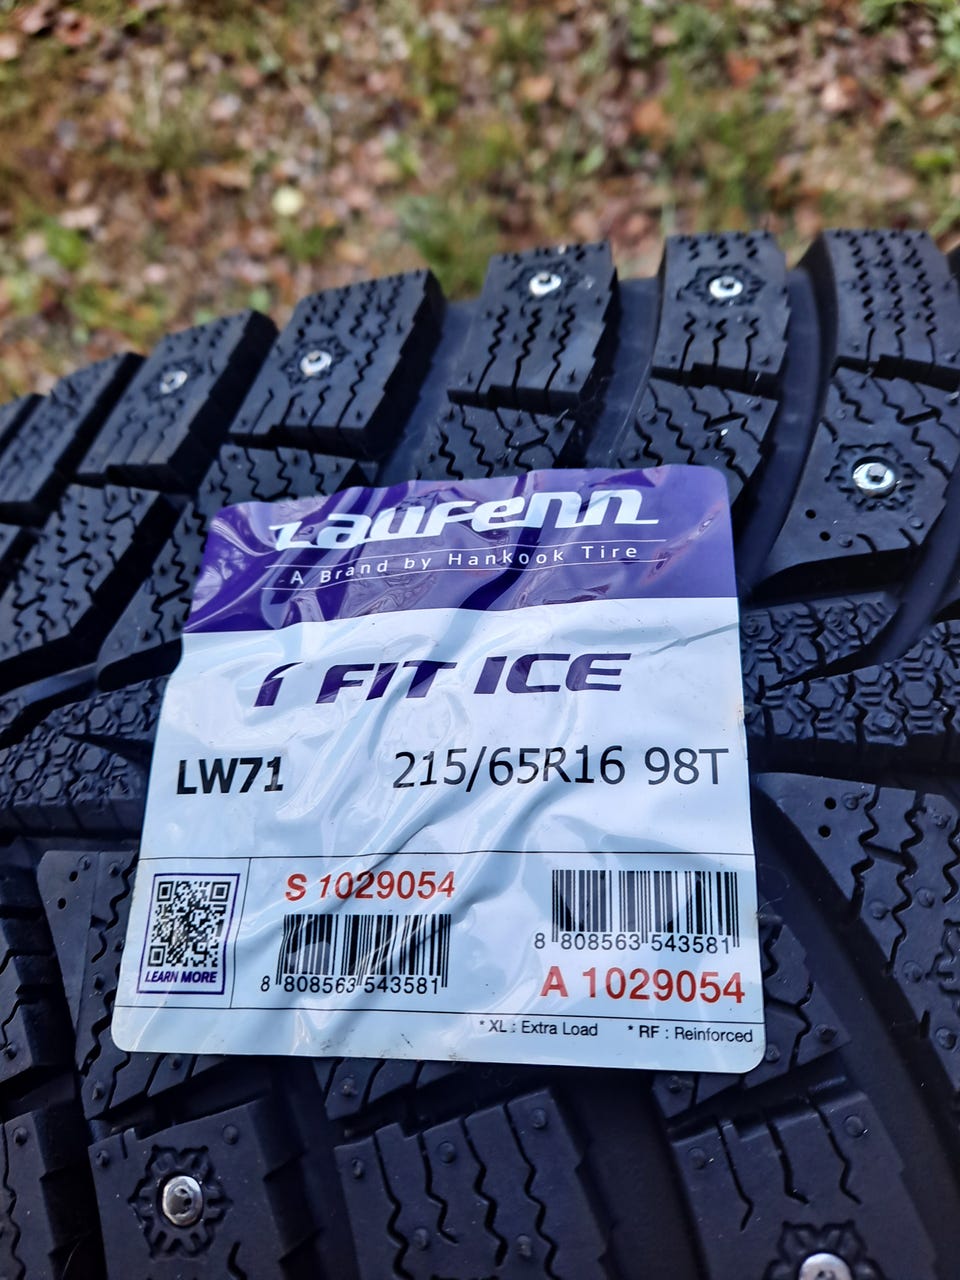 Laufenn
A Brand by Hankook Tire
i FIT ICE
LW71 215/65R16 98T
S 1029054
8 808563 543581
LEARN MORE
8 808563 543581
A 1029054
* XL : Extra Load * RF : Reinforced